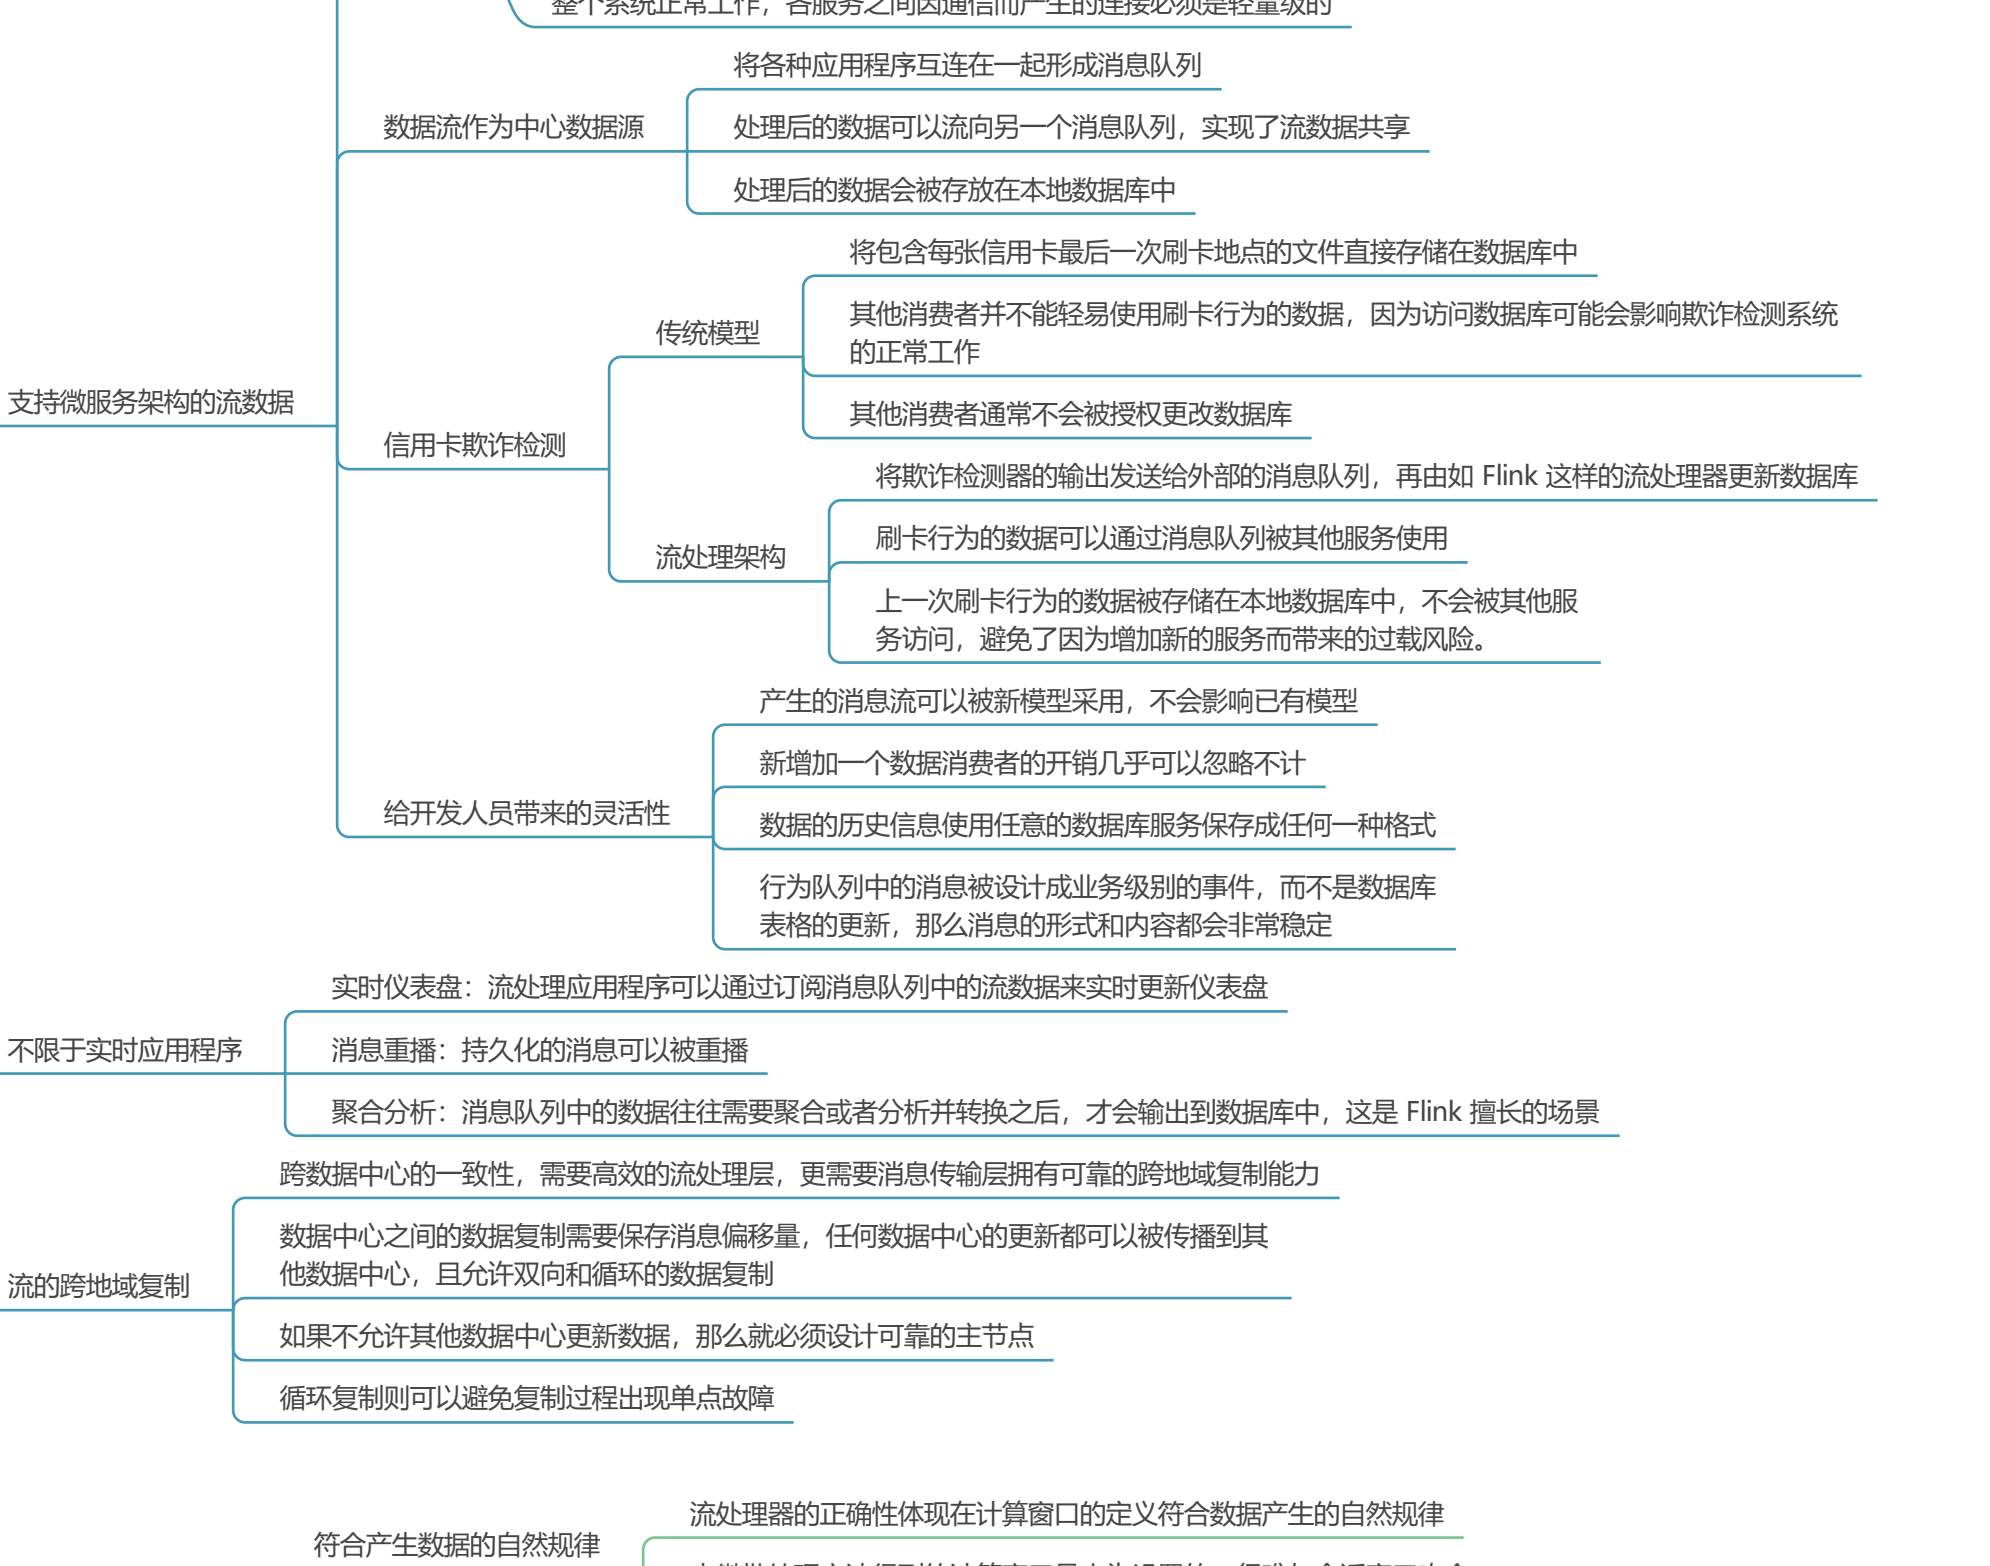 整个系统正常工作，各服务之间因通信而产生的连接必须是轻量级的
将各种应用程序互连在一起形成消息队列
数据流作为中心数据源
处理后的数据可以流向另一个消息队列，实现了流数据共享
处理后的数据会被存放在本地数据库中
将包含每张信用卡最后一次刷卡地点的文件直接存储在数据库中
传统模型
其他消费者并不能轻易使用刷卡行为的数据，因为访问数据库可能会影响欺诈检测系统
的正常工作
其他消费者通常不会被授权更改数据库
支持微服务架构的流数据
信用卡欺诈检测
将欺诈检测器的输出发送给外部的消息队列，再由如 Flink 这样的流处理器更新数据库
流处理架构
刷卡行为的数据可以通过消息队列被其他服务使用
上一次刷卡行为的数据被存储在本地数据库中，不会被其他服
务访问，避免了因为增加新的服务而带来的过载风险。
产生的消息流可以被新模型采用，不会影响已有模型
新增加一个数据消费者的开销几乎可以忽略不计
给开发人员带来的灵活性
数据的历史信息使用任意的数据库服务保存成任何一种格式
行为队列中的消息被设计成业务级别的事件，而不是数据库
表格的更新，那么消息的形式和内容都会非常稳定
实时仪表盘：流处理应用程序可以通过订阅消息队列中的流数据来实时更新仪表盘
不限于实时应用程序
消息重播：持久化的消息可以被重播
聚合分析：消息队列中的数据往往需要聚合或者分析并转换之后，才会输出到数据库中，这是 Flink 擅长的场景
跨数据中心的一致性，需要高效的流处理层，更需要消息传输层拥有可靠的跨地域复制能力
数据中心之间的数据复制需要保存消息偏移量，任何数据中心的更新都可以被传播到其
他数据中心，且允许双向和循环的数据复制
流的跨地域复制
如果不允许其他数据中心更新数据，那么就必须设计可靠的主节点
循环复制则可以避免复制过程出现单点故障
流处理器的正确性体现在计算窗口的定义符合数据产生的自然规律
符合产生数据的自然规律